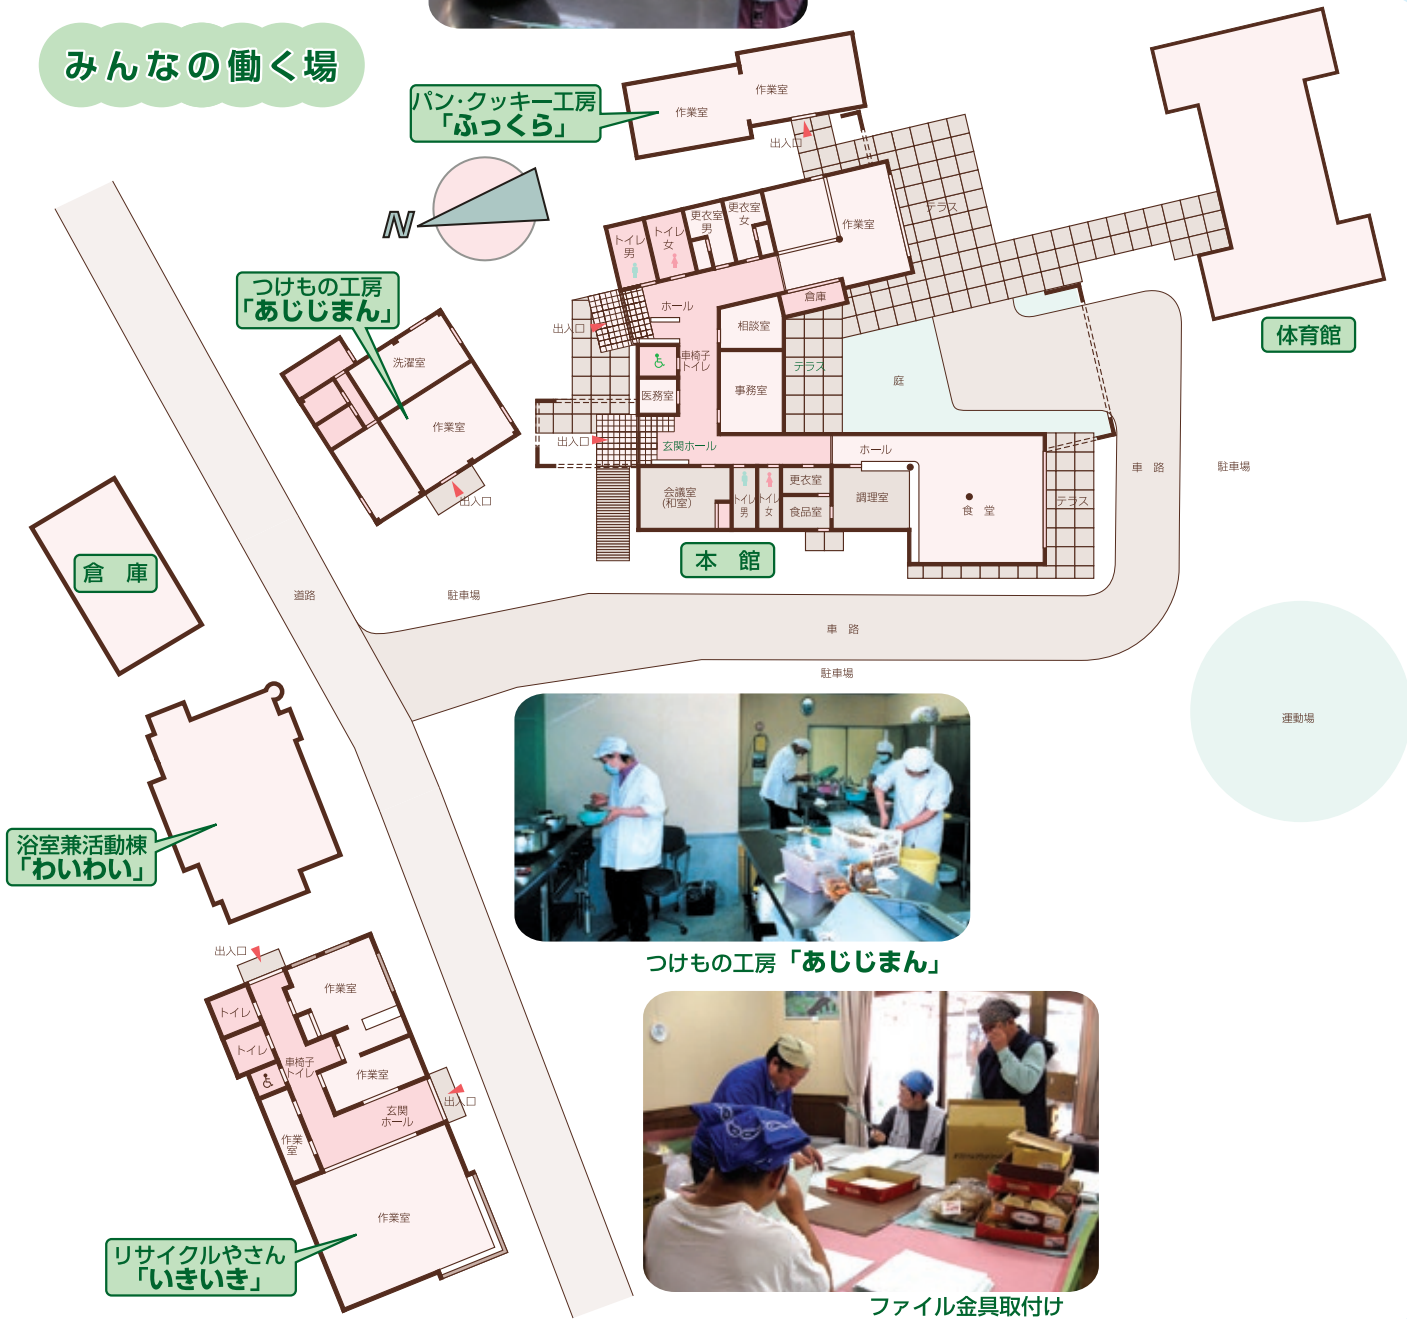 みんなの働く場
パン・クッキー工房
「ふっくら」
作業室
作業室
出入口
N
トイレ
男
トイレ
女
更衣室
男
更衣室
女
作業室
テラス
体育館
つけもの工房
「あじじまん」
洗濯室
作業室
出入口
出入口
ホール
倉庫
相談室
車椅子
トイレ
医務室
事務室
テラス
庭
出入口
玄関ホール
ホール
会議室
(和室)
トイレ
男
トイレ
女
更衣室
食品室
調理室
食 堂
テラス
車 路
駐車場
本 館
倉 庫
道路
駐車場
車 路
駐車場
運動場
浴室兼活動棟
「わいわい」
つけもの工房「あじじまん」
出入口
トイレ
トイレ
車椅子
トイレ
作業室
作業室
玄関
ホール
出入口
作業
室
作業室
リサイクルやさん
「いきいき」
ファイル金具取付け